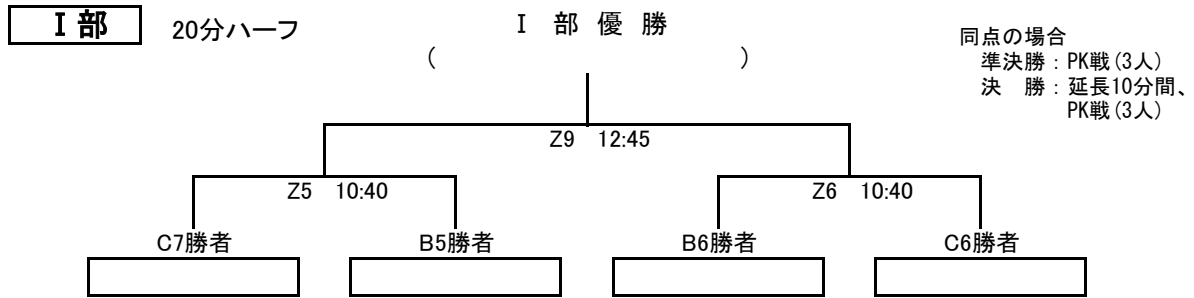 Ⅰ部 20分ハーフ
Ⅰ 部 優 勝
( )
同点の場合
準決勝：PK戦(3人)
決 勝：延長10分間、
PK戦(3人)
Z9 12:45
Z5 10:40
Z6 10:40
C7勝者 B5勝者 B6勝者 C6勝者